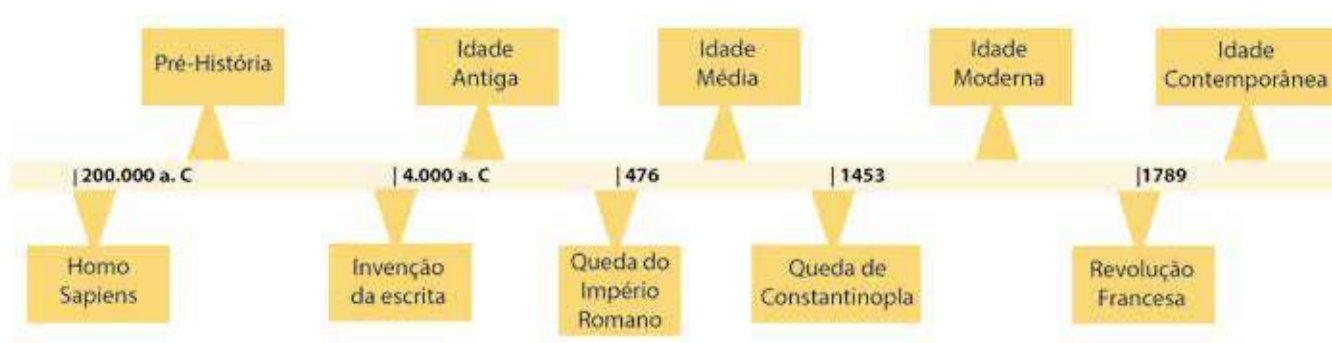 Pré-História
Idade
Antiga
Idade
Média
Idade
Moderna
Idade
Contemporânea
|200.000 a. C
|4.000 a. C
|476
|1453
|1789
Homo
Sapiens
Invenção
da escrita
Queda do
Império
Romano
Queda de
Constantinopla
Revolução
Francesa